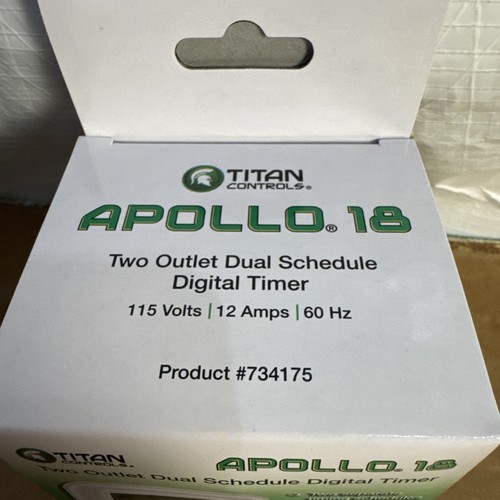 TITAN
CONTROLS®
APOLLO® 18
Two Outlet Dual Schedule
Digital Timer
115 Volts | 12 Amps | 60 Hz
Product #734175
TITAN
CONTROLS®
APOLLO® 18
Two Outlet Dual Schedule Digital Timer